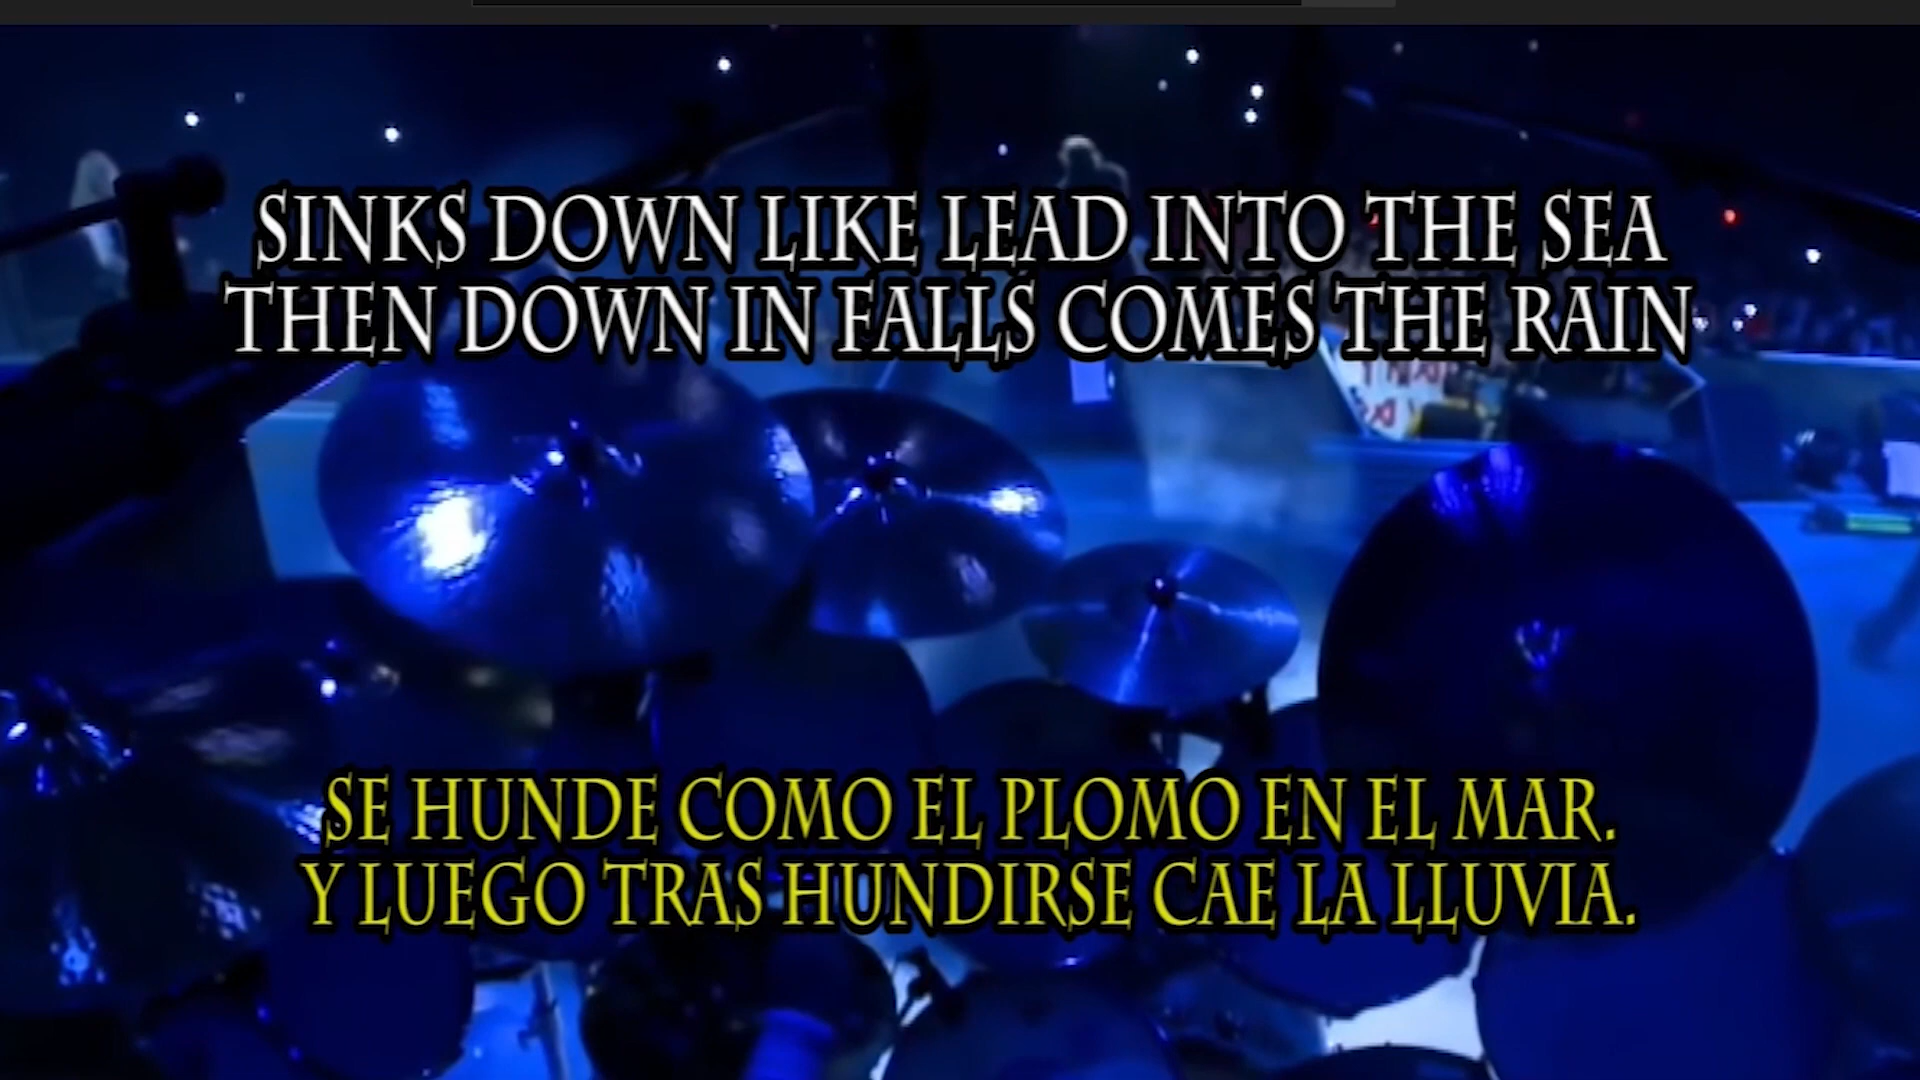 SINKS DOWN LIKE LEAD INTO THE SEA
THEN DOWN IN FALLS COMES THE RAIN
SE HUNDE COMO EL PLOMO EN EL MAR.
Y LUEGO TRAS HUNDIRSE CAE LA LLUVIA.